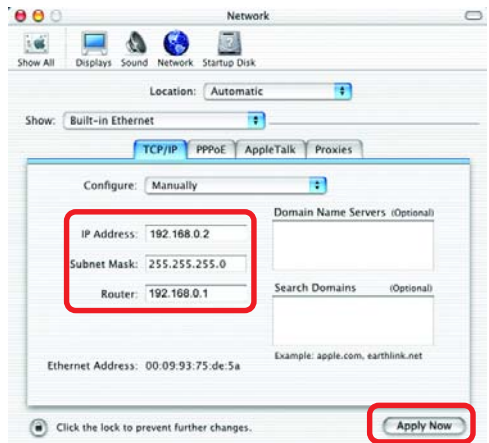 Network
Show All Displays Sound Network Startup Disk
Location: Automatic
Show: Built-in Ethernet
TCP/IP PPPoE AppleTalk Proxies
Configure: Manually
Domain Name Servers (Optional)
IP Address: 192.168.0.2
Subnet Mask: 255.255.255.0
Router: 192.168.0.1
Search Domains (Optional)
Example: apple.com, earthlink.net
Ethernet Address: 00:09:93:75:de:5a
Click the lock to prevent further changes.
Apply Now